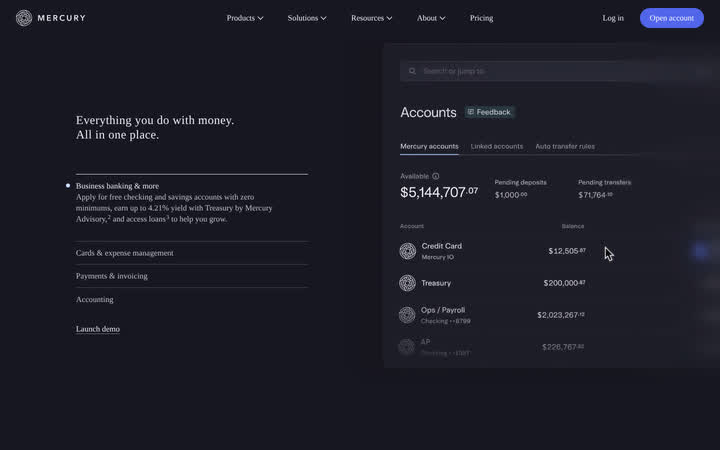 MERCURY
Products
Solutions
Resources
About
Pricing
Log in
Open account
Everything you do with money.
All in one place.
Business banking & more
Apply for free checking and savings accounts with zero
minimums, earn up to 4.21% yield with Treasury by Mercury
Advisory,² and access loans³ to help you grow.
Cards & expense management
Payments & invoicing
Accounting
Launch demo
Search or jump to
Accounts
Feedback
Mercury accounts
Linked accounts
Auto transfer rules
Available
Pending deposits
Pending transfers
$5,144,707.07
$1,000.00
$71,764.10
Account
Balance
Credit Card
Mercury IO
$12,505.87
Treasury
$200,000.87
Ops / Payroll
Checking ••8799
$2,023,267.12
AP
Checking
$226,767